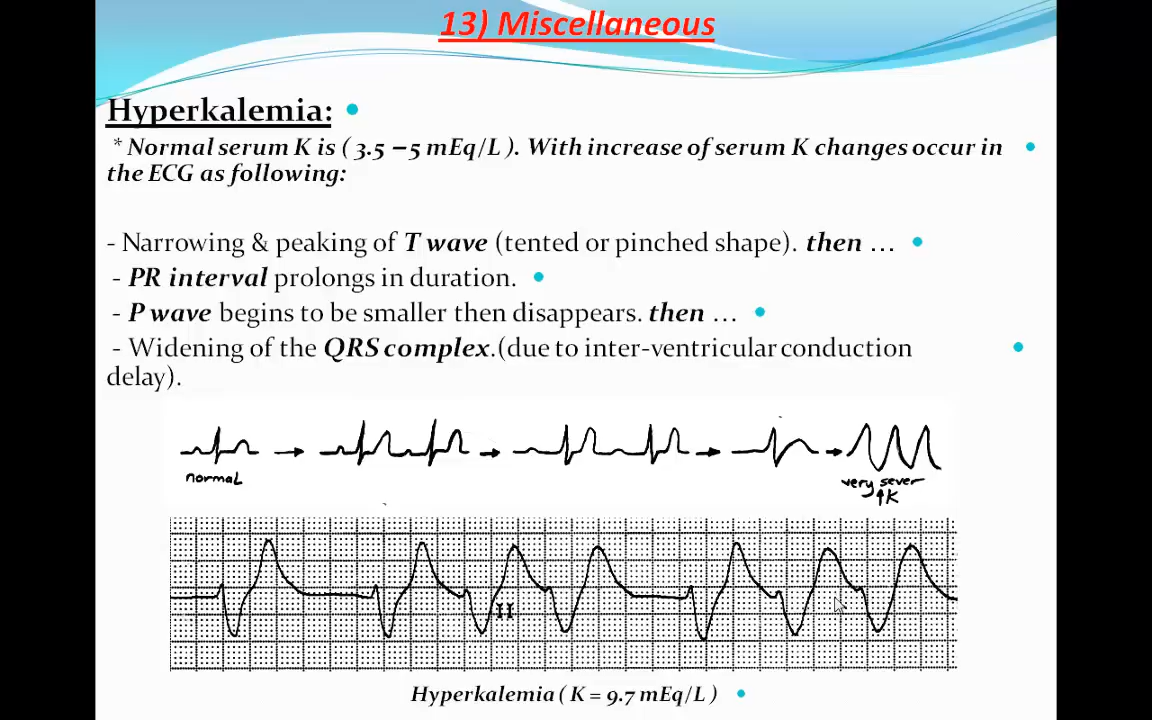 13) Miscellaneous
Hyperkalemia:
* Normal serum K is ( 3.5 – 5 mEq/L ). With increase of serum K changes occur in
the ECG as following:
- Narrowing & peaking of T wave (tented or pinched shape). then ...
- PR interval prolongs in duration.
- P wave begins to be smaller then disappears. then ...
- Widening of the QRS complex.(due to inter-ventricular conduction
delay).
normal
very sever
↑K
II
Hyperkalemia ( K = 9.7 mEq/L )